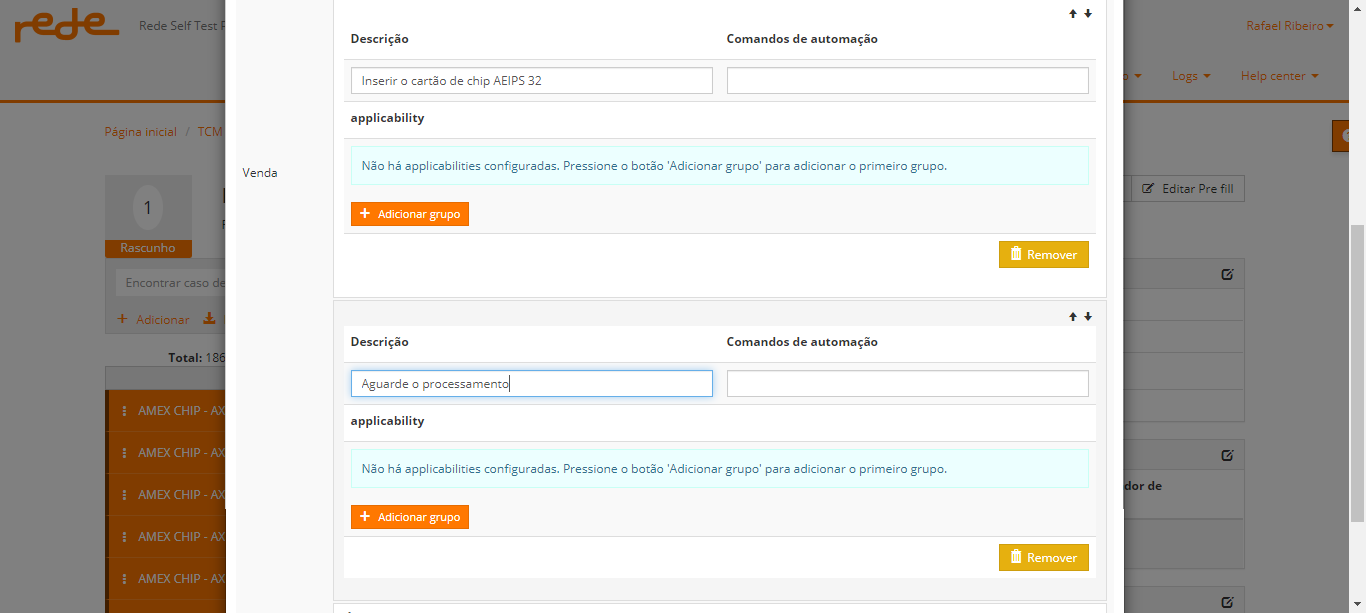 rede
Rede Self Test
Rafael Ribeiro
Logs
Help center
Página inicial / TCM
1
Rascunho
Encontrar caso de
Adicionar
Total: 186
AMEX CHIP - AX
AMEX CHIP - AX
AMEX CHIP - AX
AMEX CHIP - AX
AMEX CHIP - AX
Venda
Descrição
Comandos de automação
Inserir o cartão de chip AEIPS 32
applicability
Não há applicabilities configuradas. Pressione o botão 'Adicionar grupo' para adicionar o primeiro grupo.
Adicionar grupo
Remover
Descrição
Comandos de automação
Aguarde o processamento
applicability
Não há applicabilities configuradas. Pressione o botão 'Adicionar grupo' para adicionar o primeiro grupo.
Adicionar grupo
Remover
Editar Pre fill
dor de